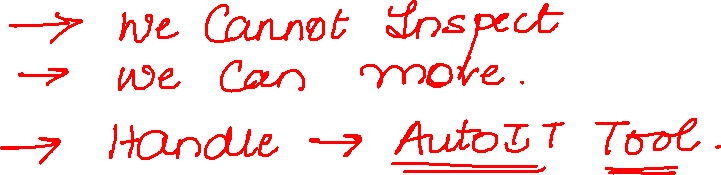 → We Cannot Inspect
→ We Can move.
→ Handle → AutoIT Tool.